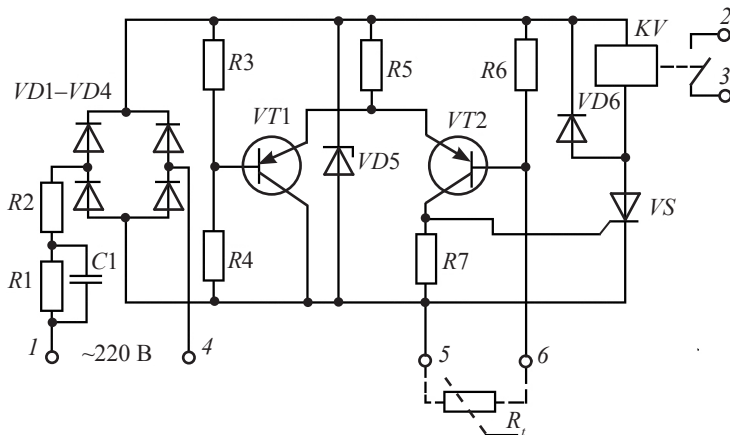 2
KV
R3
R5
R6
3
VD1–VD4
VT1
VT2
VD6
VD5
R2
VS
C1
R4
R7
R1
1
~220 В
4
5
6
Rt